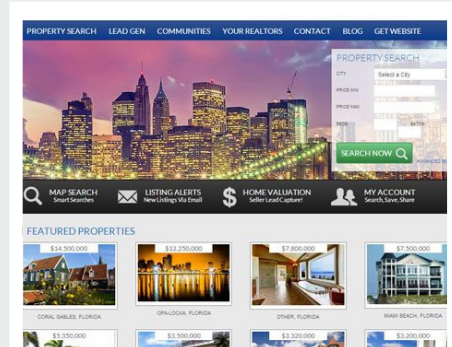 PROPERTY SEARCH LEAD GEN COMMUNITIES YOUR REALTORS CONTACT BLOG GET WEBSITE
PROPERTY SEARCH
CITY Select a City
PRICE MIN
PRICE MAX
BEDS BATHS
SEARCH NOW
ADVANCED
MAP SEARCH LISTING ALERTS HOME VALUATION MY ACCOUNT
Smart Searches New Listings Via Email Seller Lead Capture! Search, Save, Share
FEATURED PROPERTIES
$14,500,000 $12,250,000 $7,800,000 $7,500,000
CORAL GABLES, FLORIDA OPA-LOCKA, FLORIDA OTHER, FLORIDA MIAMI BEACH, FLORIDA
$3,350,000 $3,500,000 $3,320,000 $3,200,000